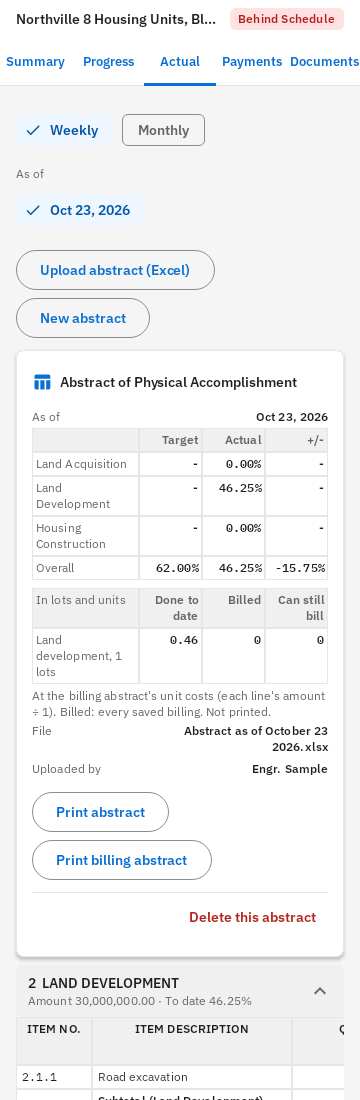 Northville 8 Housing Units, Bl...
Behind Schedule
Summary Progress Actual Payments Documents
Weekly Monthly
As of
Oct 23, 2026
Upload abstract (Excel)
New abstract
Abstract of Physical Accomplishment
As of Oct 23, 2026
Target Actual +/-
Land Acquisition - 0.00% -
Land Development - 46.25% -
Housing Construction - 0.00% -
Overall 62.00% 46.25% -15.75%
In lots and units Done to date Billed Can still bill
Land development, 1 lots 0.46 0 0
At the billing abstract's unit costs (each line's amount
÷ 1). Billed: every saved billing. Not printed.
File Abstract as of October 23 2026.xlsx
Uploaded by Engr. Sample
Print abstract
Print billing abstract
Delete this abstract
2 LAND DEVELOPMENT
Amount 30,000,000.00 · To date 46.25%
ITEM NO. ITEM DESCRIPTION
2.1.1 Road excavation
Subtotal (Land Development)